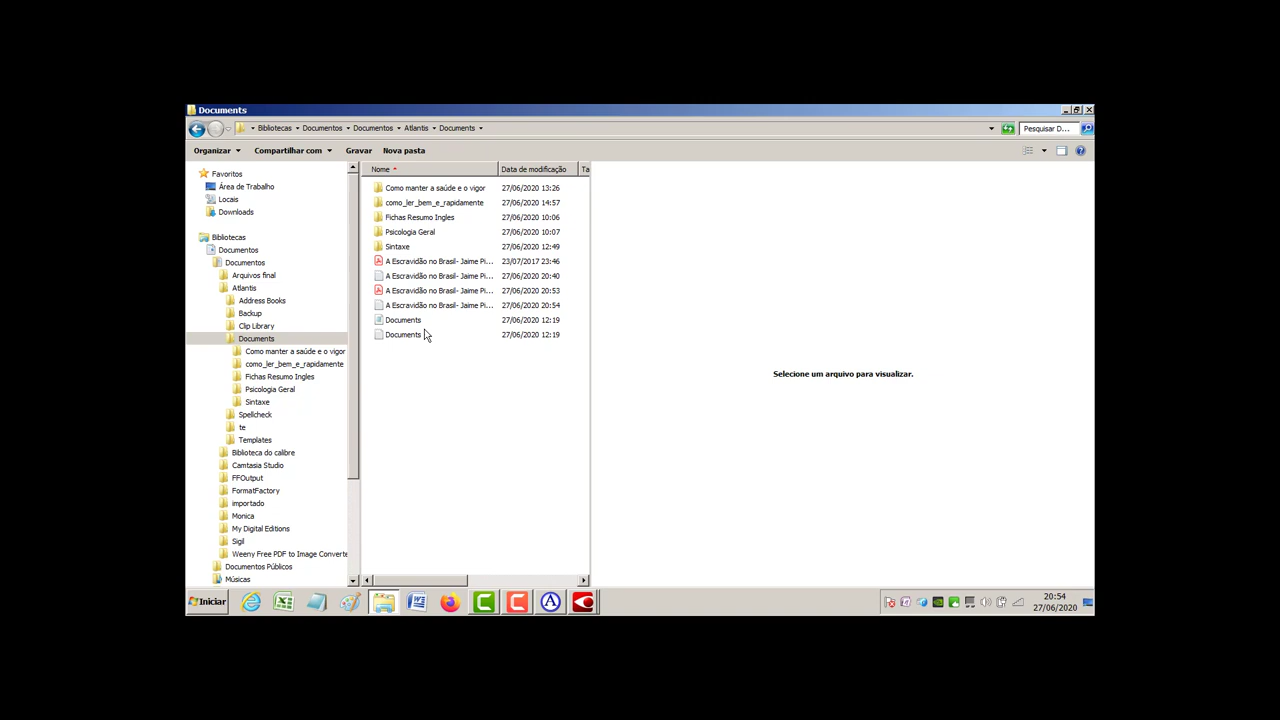 Documents
Bibliotecas Documentos Documentos Atlantis Documents
Pesquisar D...
Organizar Compartilhar com Gravar Nova pasta
Favoritos
Área de Trabalho
Locais
Downloads
Bibliotecas
Documentos
Documentos
Arquivos final
Atlantis
Address Books
Backup
Clip Library
Documents
Como manter a saúde e o vigor
como_ler_bem_e_rapidamente
Fichas Resumo Ingles
Psicologia Geral
Sintaxe
Spellcheck
te
Templates
Biblioteca do calibre
Camtasia Studio
FFOutput
FormatFactory
importado
Monica
My Digital Editions
Sigil
Weeny Free PDF to Image Converte
Documentos Públicos
Músicas
Nome Data de modificação Ta
Como manter a saúde e o vigor 27/06/2020 13:26
como_ler_bem_e_rapidamente 27/06/2020 14:57
Fichas Resumo Ingles 27/06/2020 10:06
Psicologia Geral 27/06/2020 10:07
Sintaxe 27/06/2020 12:49
A Escravidão no Brasil- Jaime Pi... 23/07/2017 23:46
A Escravidão no Brasil- Jaime Pi... 27/06/2020 20:40
A Escravidão no Brasil- Jaime Pi... 27/06/2020 20:53
A Escravidão no Brasil- Jaime Pi... 27/06/2020 20:54
Documents 27/06/2020 12:19
Documents 27/06/2020 12:19
Selecione um arquivo para visualizar.
Iniciar
20:54
27/06/2020